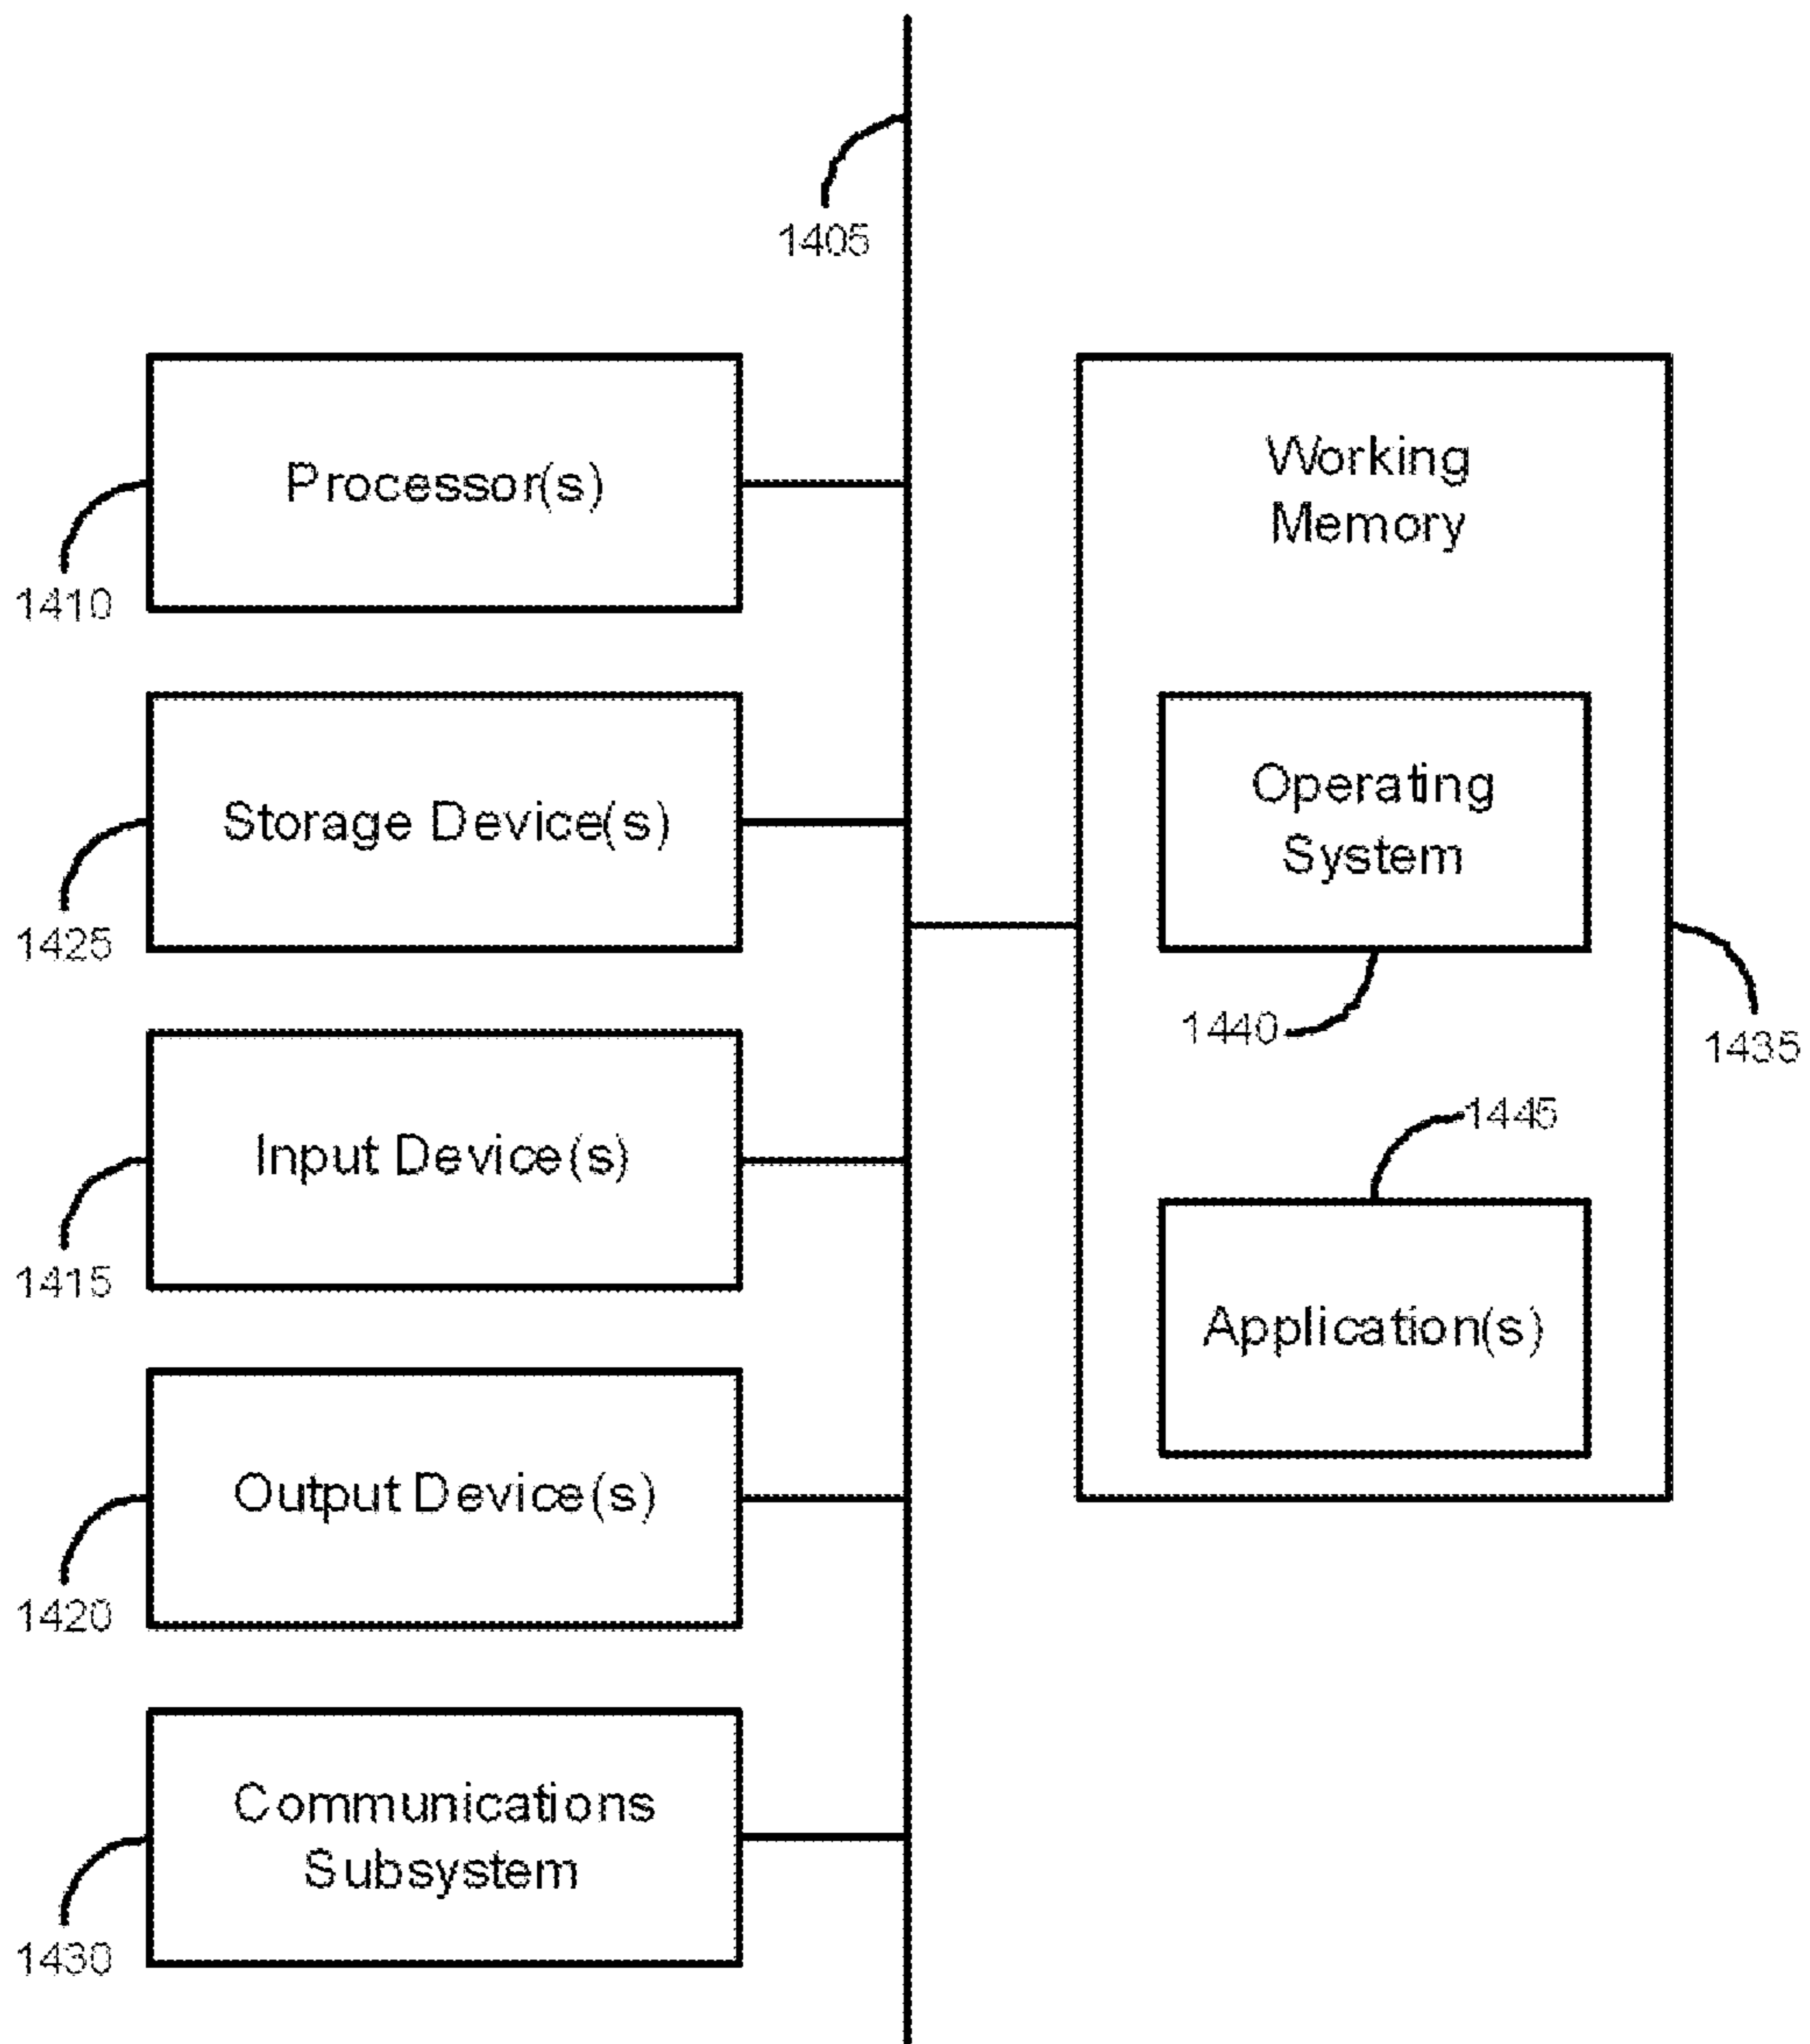 1405
Processor(s)
1410
Storage Device(s)
1425
Input Device(s)
1415
Output Device(s)
1420
Communications
Subsystem
1430
Working
Memory
Operating
System
1440
1435
1445
Application(s)